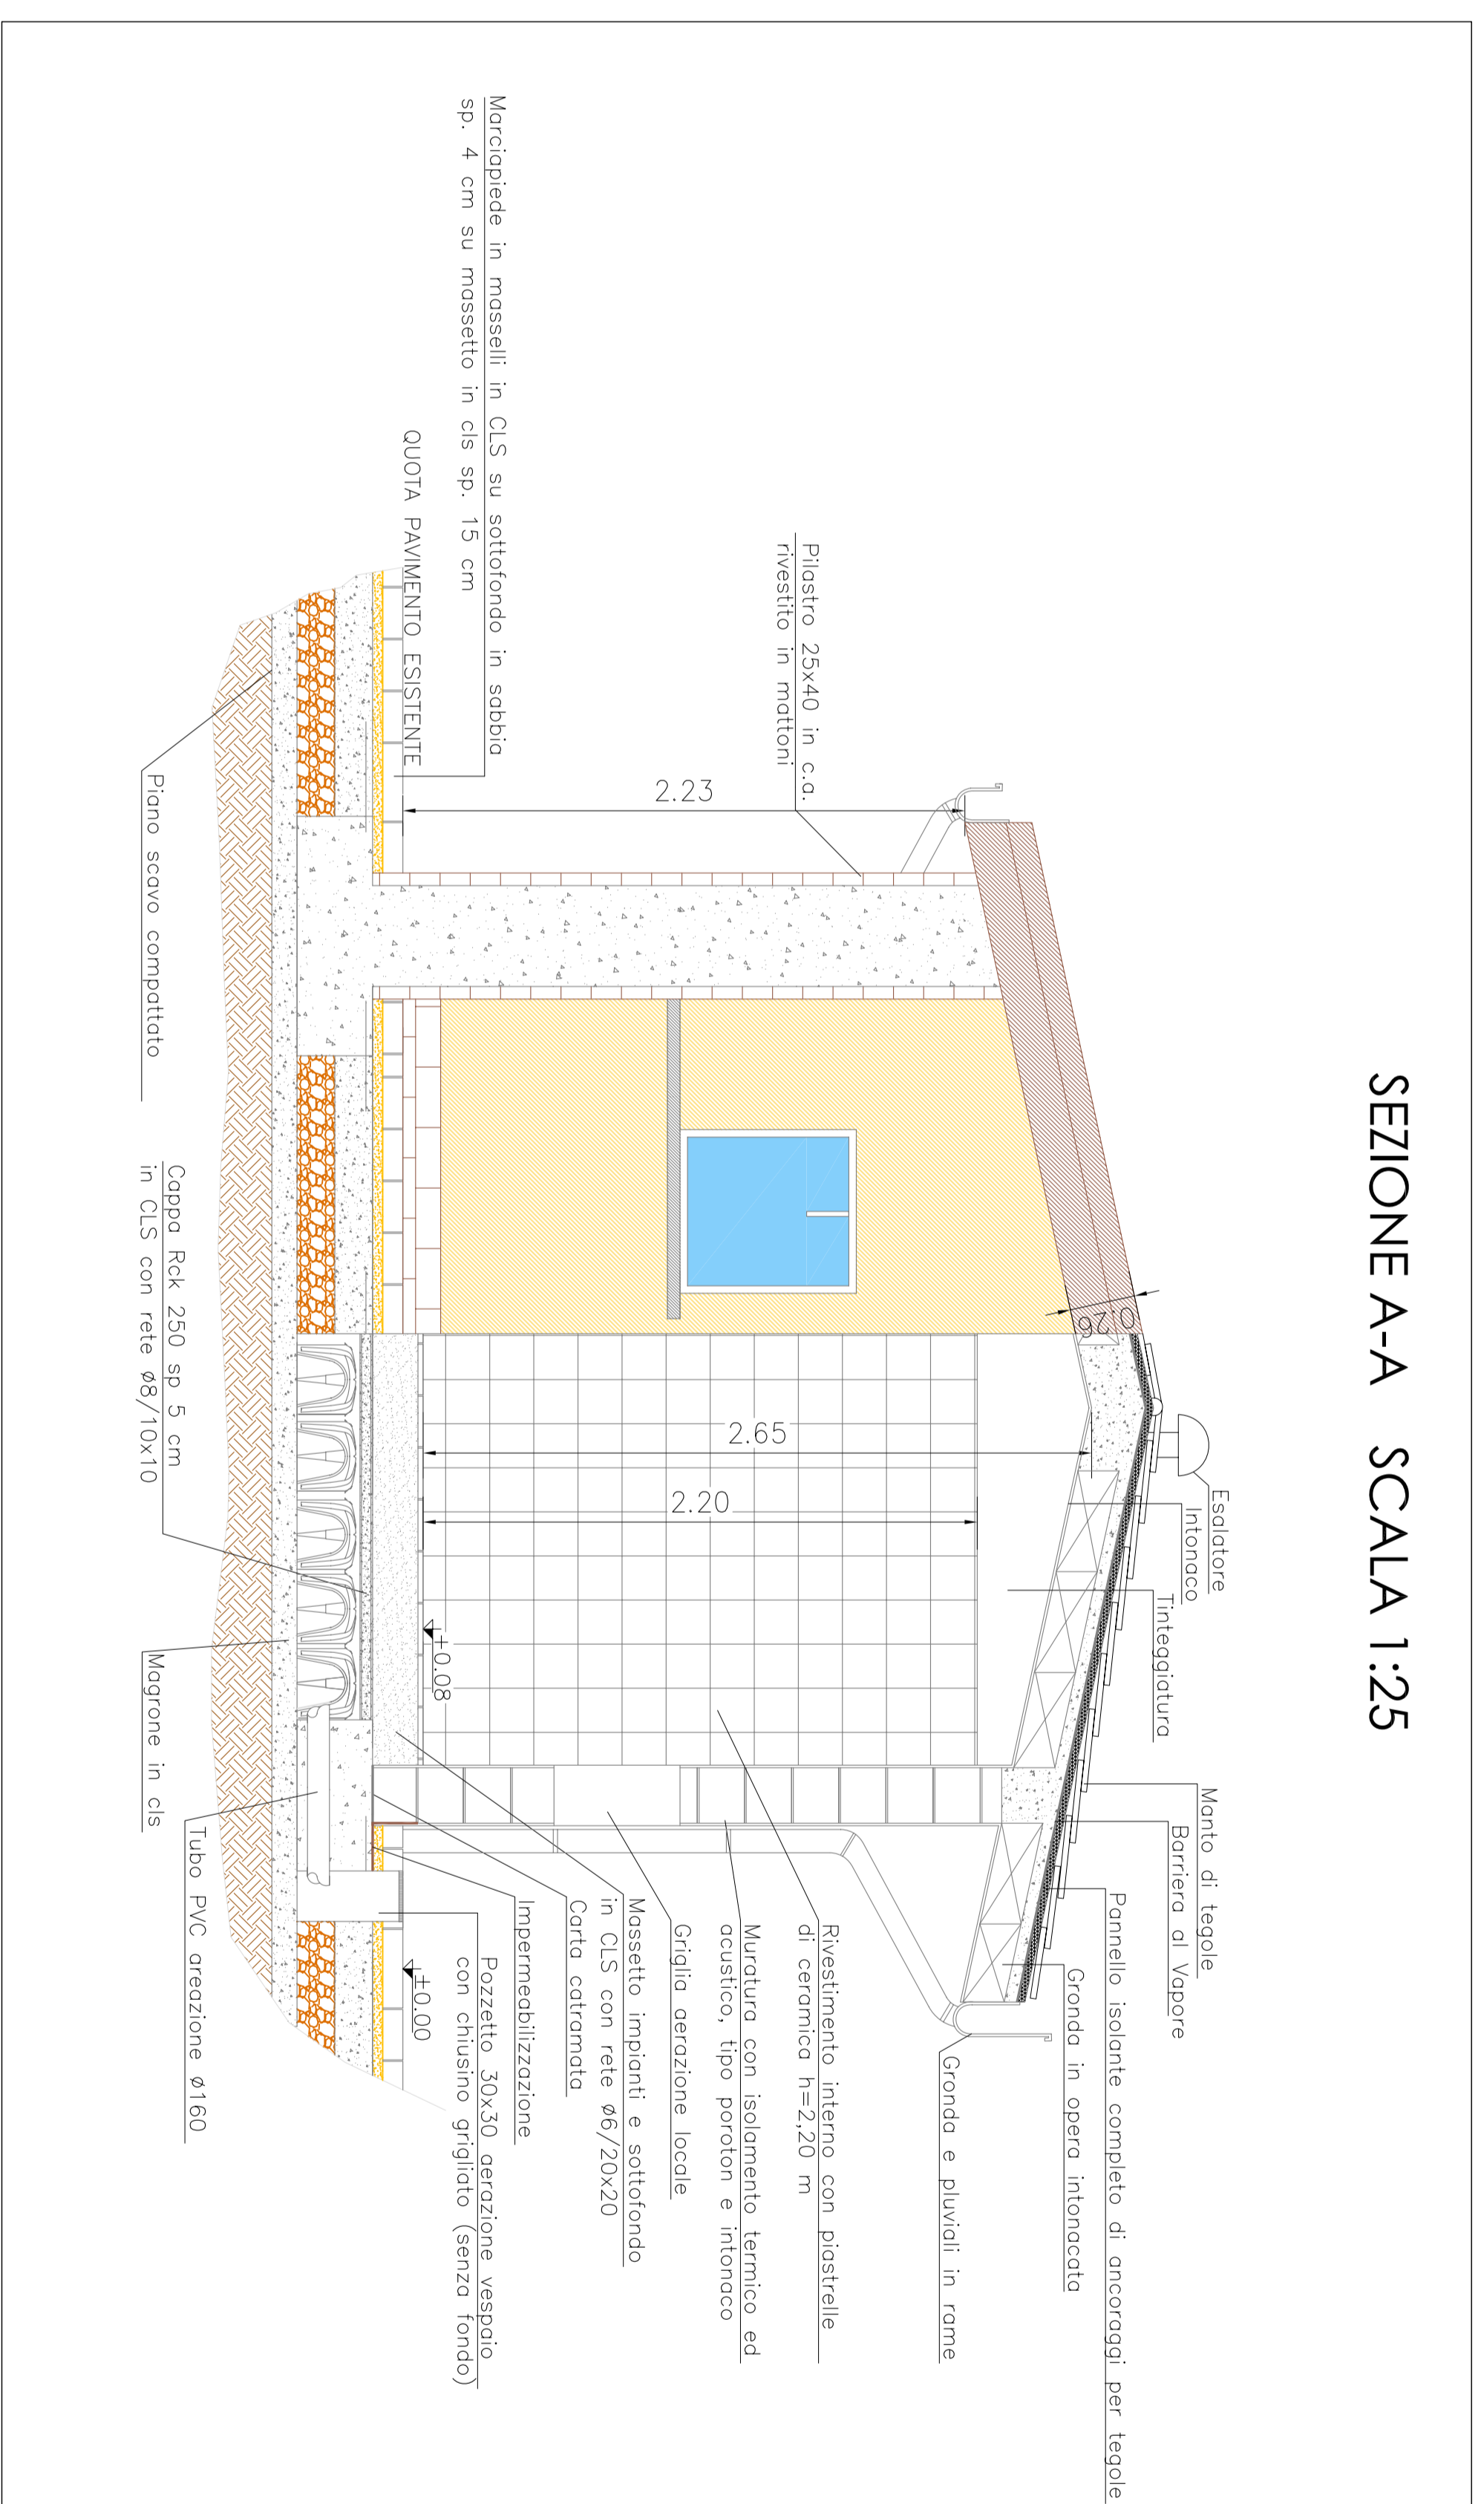 SEZIONE A-A SCALA 1:25
Esalatore
Intonaco
Tinteggiatura
Manto di tegole
Barriera al Vapore
Pannello isolante completo di ancoraggi per tegole
Gronda in opera intonacata
Gronda e pluviali in rame
Rivestimento interno con piastrelle
di ceramica h=2,20 m
Muratura con isolamento termico ed
acustico, tipo poroton e intonaco
Griglia aerazione locale
Massetto impianti e sottofondo
in CLS con rete ø6/20x20
Carta catramata
Impermeabilizzazione
Pozzetto 30x30 aerazione vespaio
con chiusino grigliato (senza fondo)
0.26
Pilastro 25x40 in c.a.
rivestito in mattoni
2.23
2.65
2.20
+0.08
±0.00
Marciapiede in masselli in CLS su sottofondo in sabbia
sp. 4 cm su massetto in cls sp. 15 cm
QUOTA PAVIMENTO ESISTENTE
Piano scavo compattato
Cappa Rck 250 sp 5 cm
in CLS con rete ø8/10x10
Magrone in cls
Tubo PVC areazione ø160